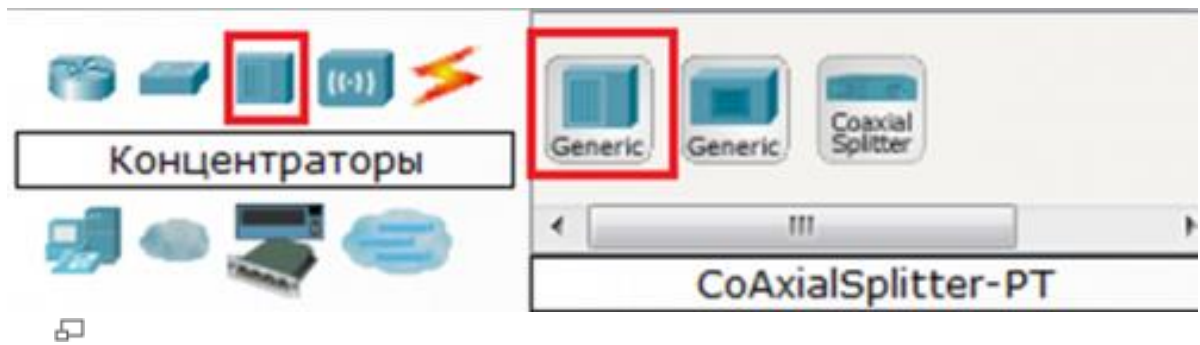 Концентраторы
Generic
Generic
Coaxial
Splitter
CoAxialSplitter-PT